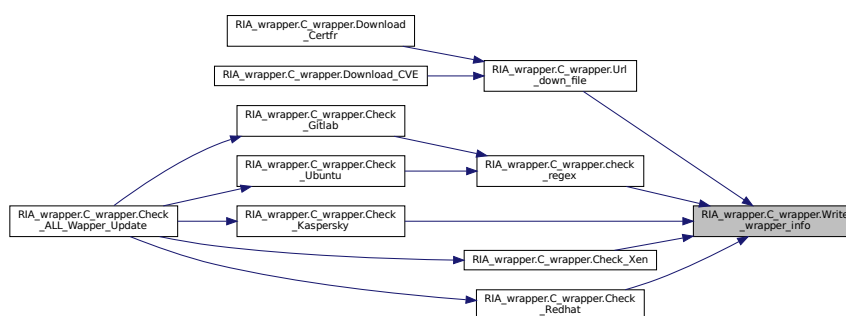 RIA_wrapper.C_wrapper.Download
_Certfr
RIA_wrapper.C_wrapper.Download_CVE
RIA_wrapper.C_wrapper.Url
_down_file
RIA_wrapper.C_wrapper.Check
_Gitlab
RIA_wrapper.C_wrapper.Check
_Ubuntu
RIA_wrapper.C_wrapper.check
_regex
RIA_wrapper.C_wrapper.Check
_ALL_Wapper_Update
RIA_wrapper.C_wrapper.Check
_Kaspersky
RIA_wrapper.C_wrapper.Write
_wrapper_info
RIA_wrapper.C_wrapper.Check_Xen
RIA_wrapper.C_wrapper.Check
_Redhat